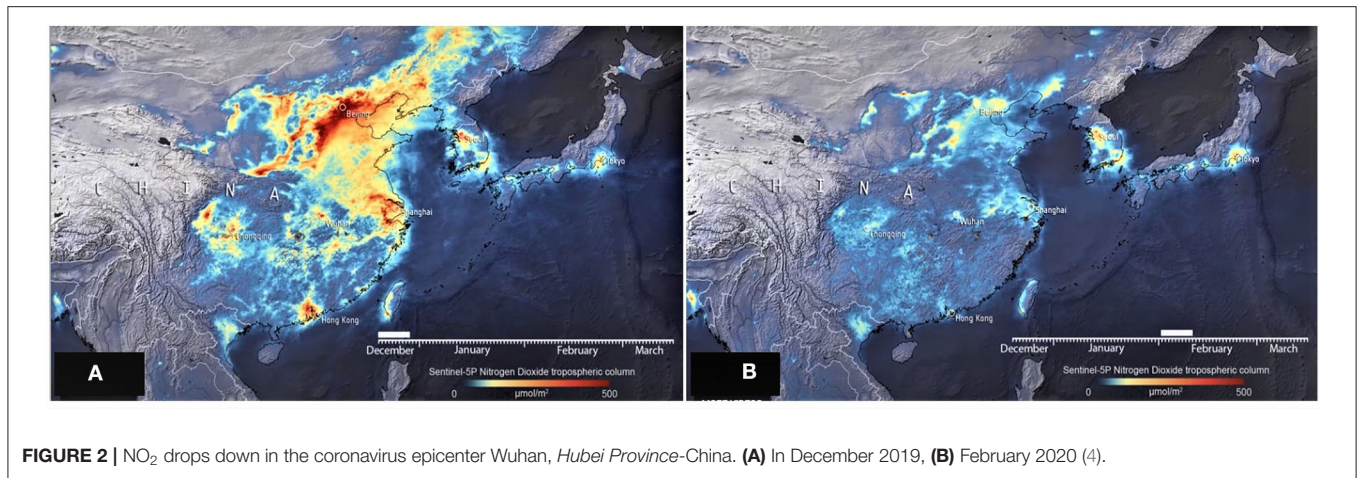 esa
Beijing
Seoul
Tokyo
C H I N A
Shanghai
Wuhan
Chongqing
Hong Kong
December January February March
Sentinel-5P Nitrogen Dioxide tropospheric column
0 µmol/m² 500
A
Beijing
Tokyo
C H I N A
Shanghai
Wuhan
Chongqing
Hong Kong
December January February March
Sentinel-5P Nitrogen Dioxide tropospheric column
0 µmol/m² 500
B
FIGURE 2 | NO₂ drops down in the coronavirus epicenter Wuhan, Hubei Province-China. (A) In December 2019, (B) February 2020 (4).